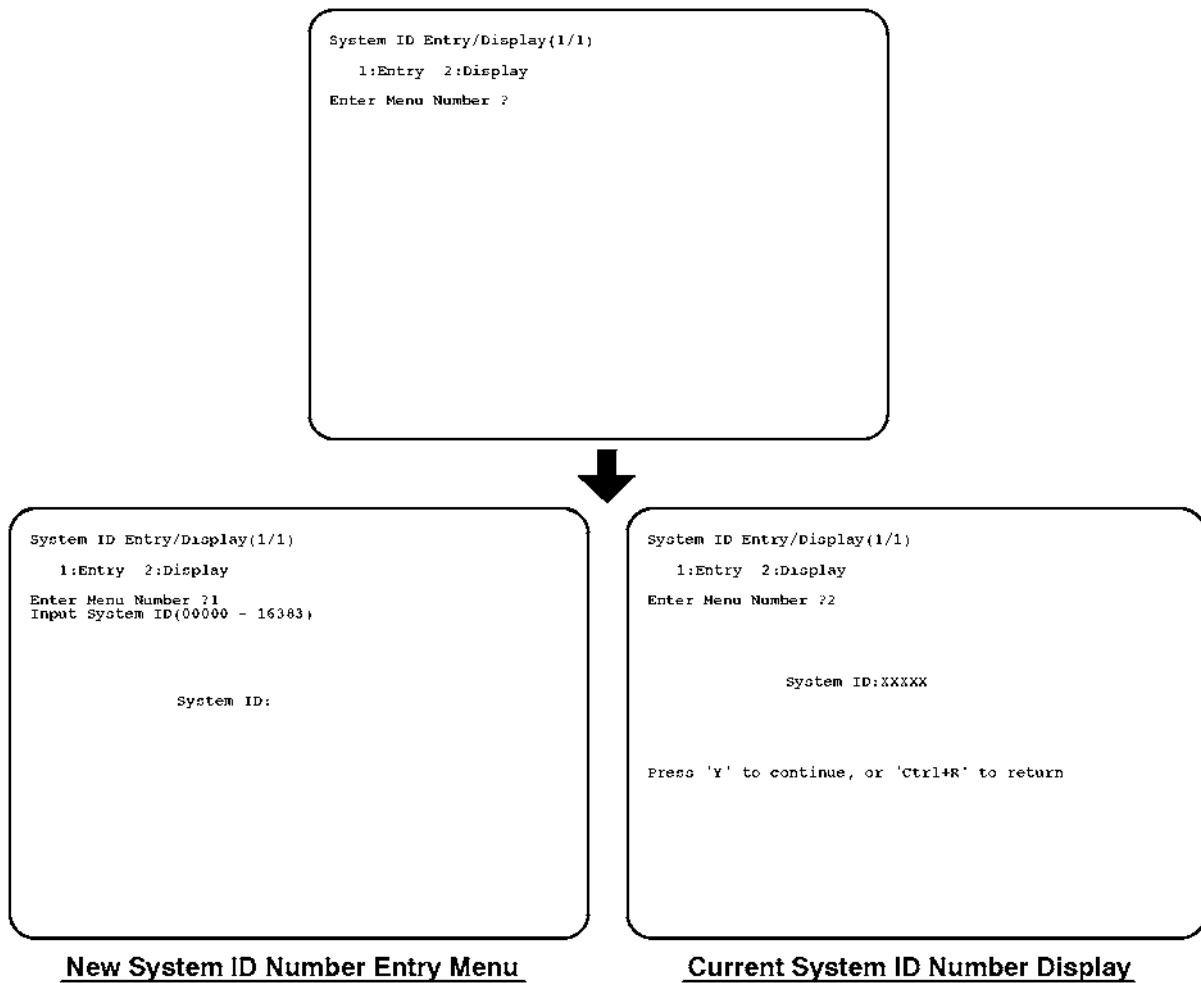 System ID Entry/Display(1/1)
1:Entry 2:Display
Enter Menu Number ?
System ID Entry/Display(1/1)
1:Entry 2:Display
Enter Menu Number ?1
Input System ID(00000 - 16383)
System ID:
New System ID Number Entry Menu
System ID Entry/Display(1/1)
1:Entry 2:Display
Enter Menu Number ?2
System ID:XXXXX
Press 'Y' to continue, or 'Ctrl+R' to return
Current System ID Number Display